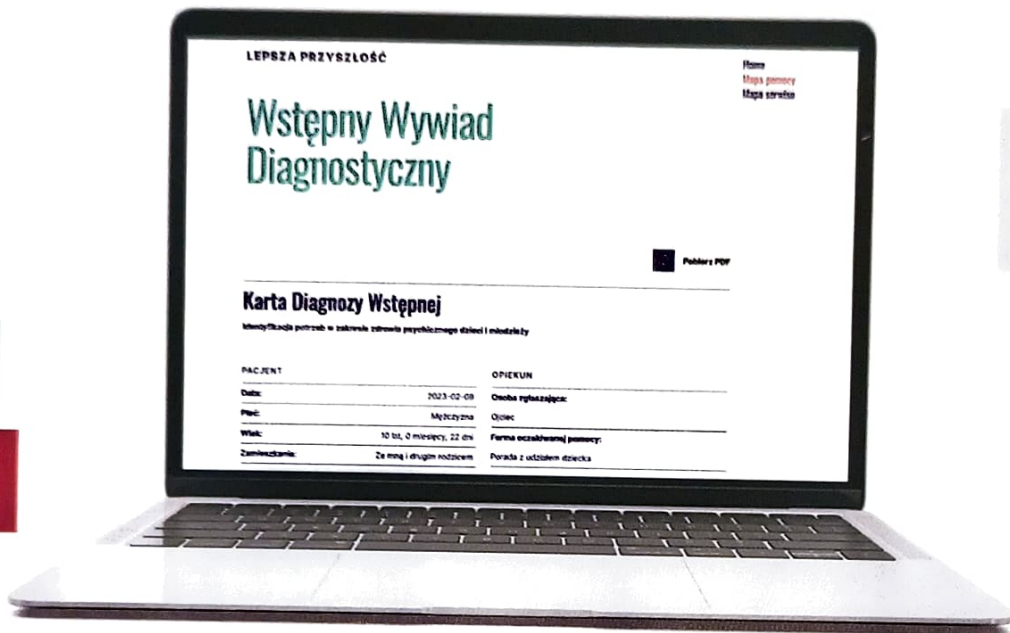 LEPSZA PRZYSZŁOŚĆ
Home
Mapa pomocy
Mapa serwisu
Wstępny Wywiad
Diagnostyczny
Pobierz PDF
Karta Diagnozy Wstępnej
Identyfikacja potrzeb w zakresie zdrowia psychicznego dzieci i młodzieży
PACJENT
Data: 2023-02-09
Płeć: Mężczyzna
Wiek: 10 lat, 0 miesięcy, 22 dni
Zamieszkanie: Ze mną i drugim rodzicem
OPIEKUN
Osoba zgłaszająca:
Ojciec
Forma oczekiwanej pomocy:
Porada z udziałem dziecka